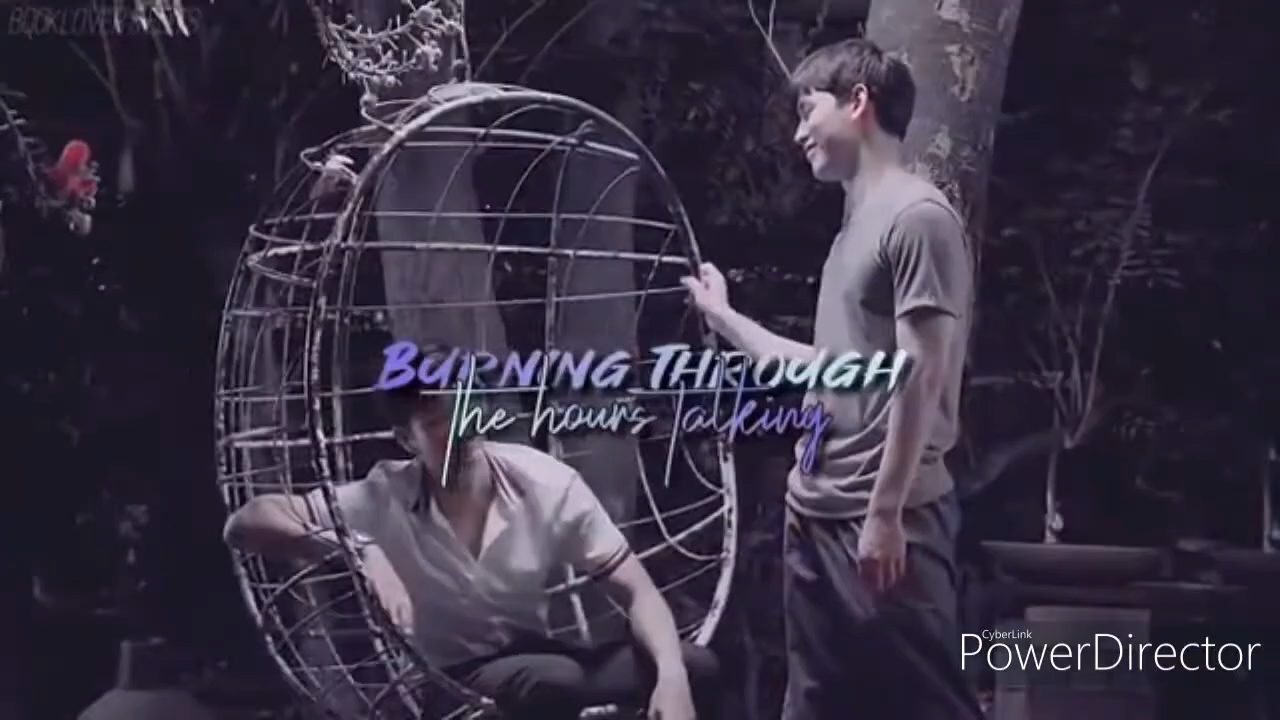 BURNING THROUGH
The hours Talking
CyberLink
PowerDirector